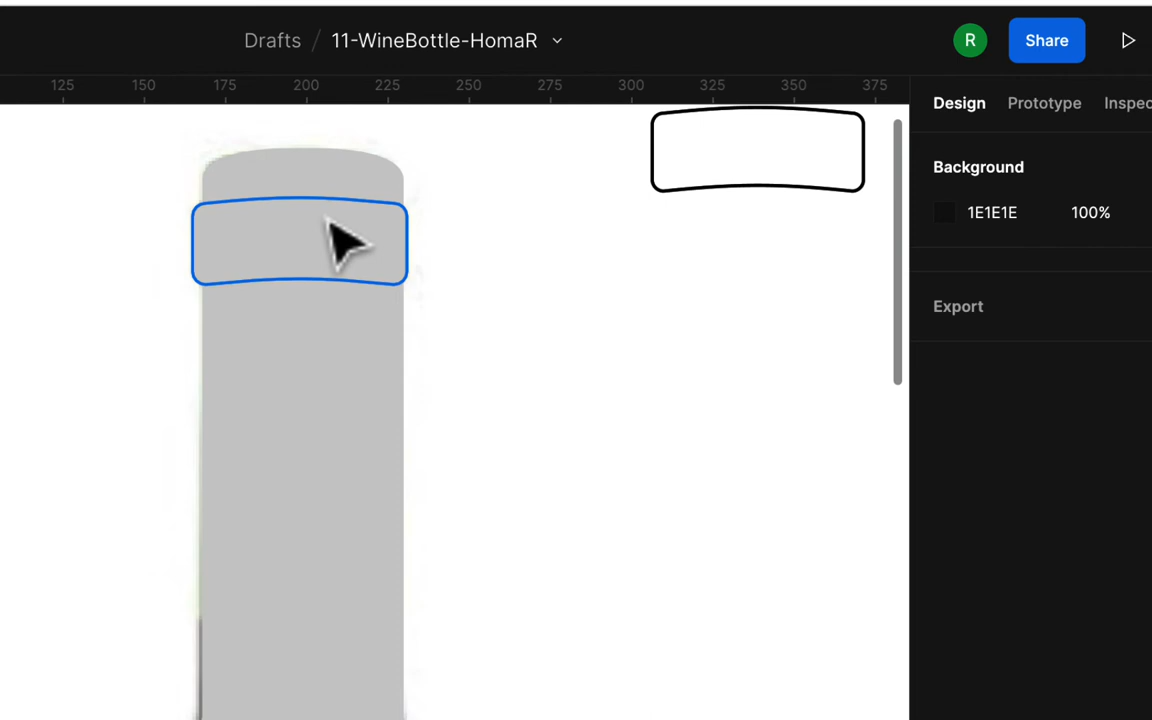 Drafts / 11-WineBottle-HomaR
R
Share
125 150 175 200 225 250 275 300 325 350 375
Design Prototype Inspec
Background
1E1E1E 100%
Export